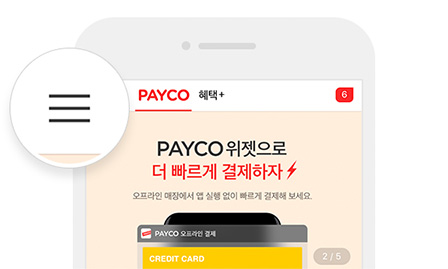 PAYCO 혜택+ 6
PAYCO 위젯으로
더 빠르게 결제하자
오프라인 매장에서 앱 실행 없이 빠르게 결제해 보세요.
PAYCO 오프라인 결제
CREDIT CARD
2 / 5